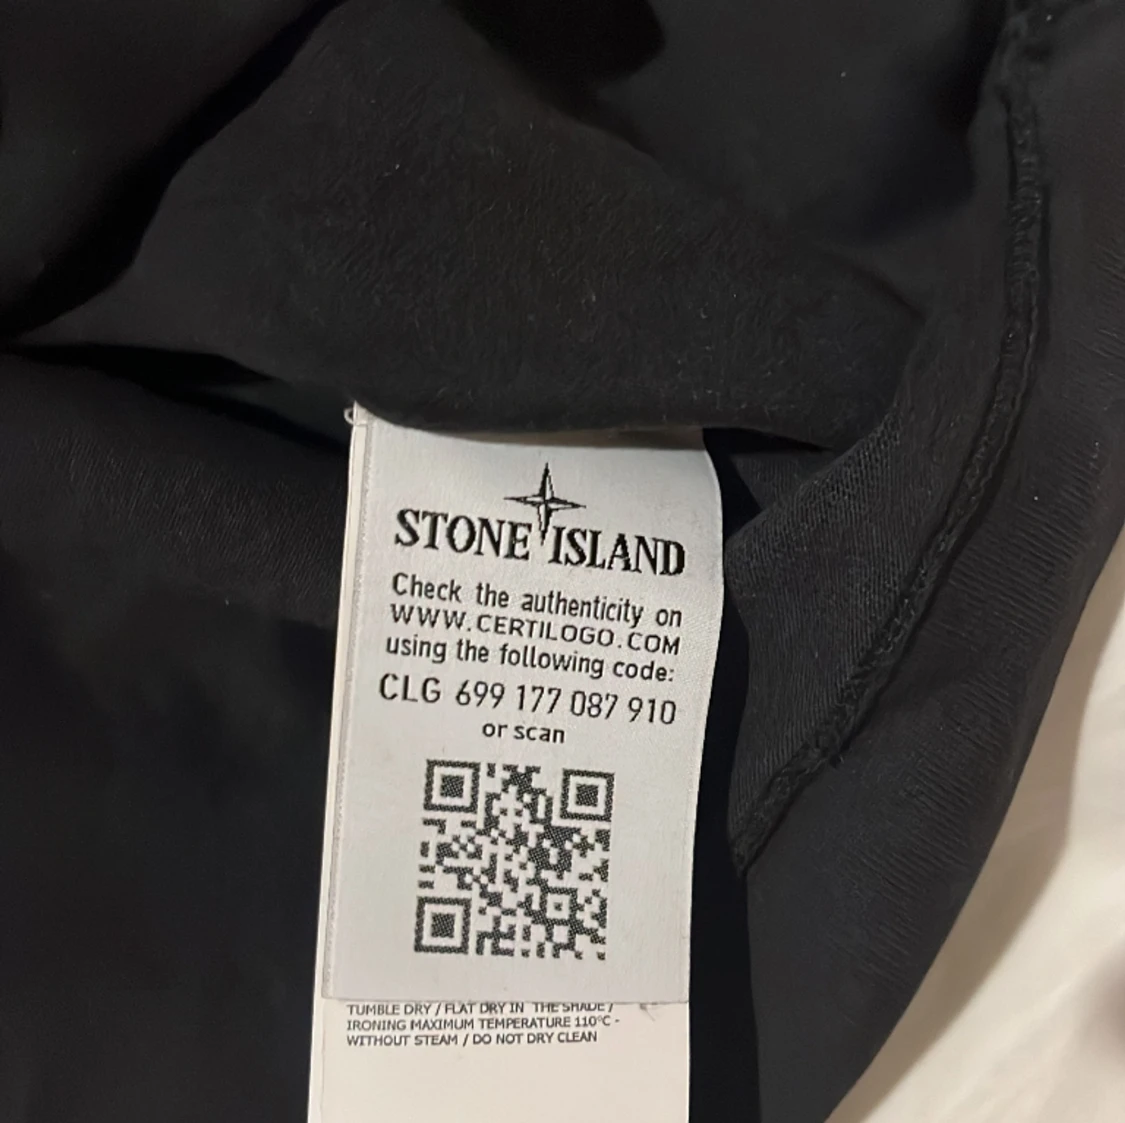 STONE ISLAND
Check the authenticity on
WWW.CERTILOGO.COM
using the following code:
CLG 699 177 087 910
or scan
TUMBLE DRY / FLAT DRY IN THE SHADE /
IRONING MAXIMUM TEMPERATURE 110°C -
WITHOUT STEAM / DO NOT DRY CLEAN